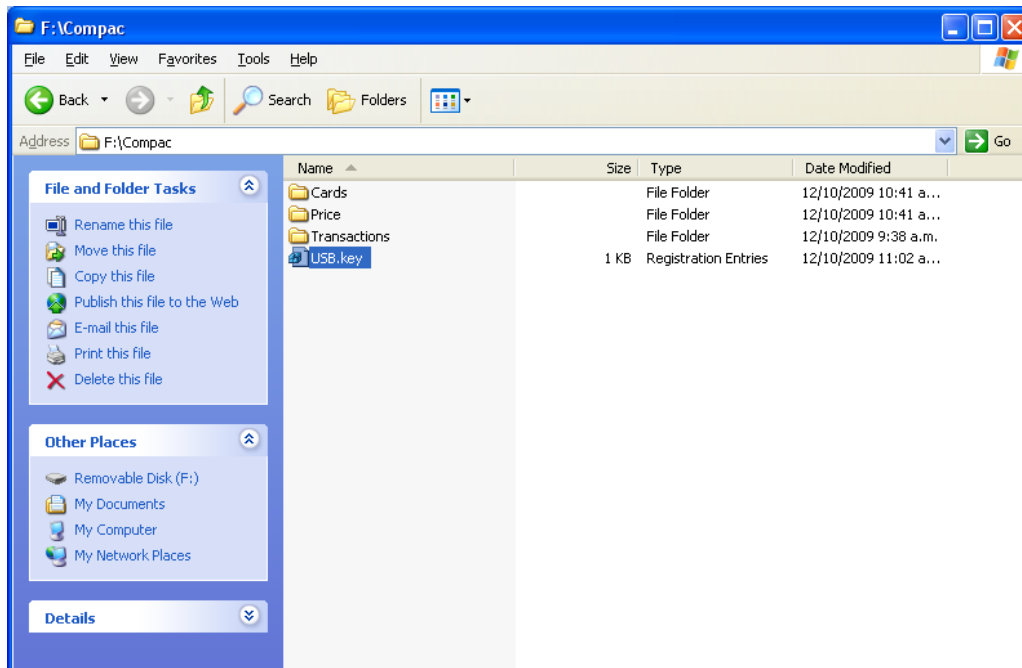 F:\Compac
File Edit View Favorites Tools Help
Back Search Folders
Address F:\Compac Go
File and Folder Tasks
Rename this file
Move this file
Copy this file
Publish this file to the Web
E-mail this file
Print this file
Delete this file
Other Places
Removable Disk (F:)
My Documents
My Computer
My Network Places
Details
Name Size Type Date Modified
Cards File Folder 12/10/2009 10:41 a...
Price File Folder 12/10/2009 10:41 a...
Transactions File Folder 12/10/2009 9:38 a.m.
USB.key 1 KB Registration Entries 12/10/2009 11:02 a...